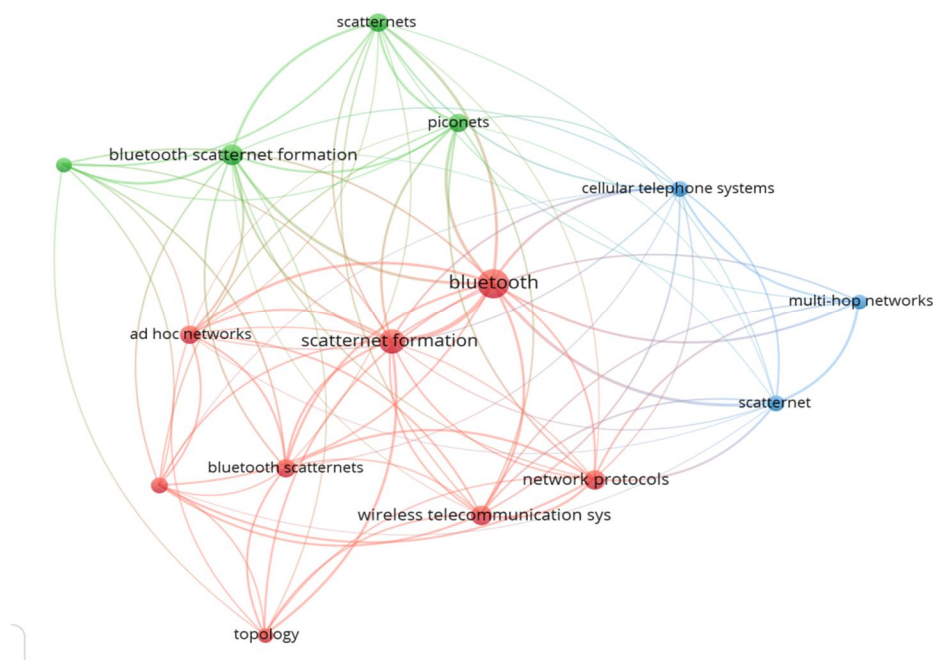 scatternets
piconets
bluetooth scatternet formation
cellular telephone systems
bluetooth
multi-hop networks
ad hoc networks
scatternet formation
scatternet
bluetooth scatternets
network protocols
wireless telecommunication sys
topology